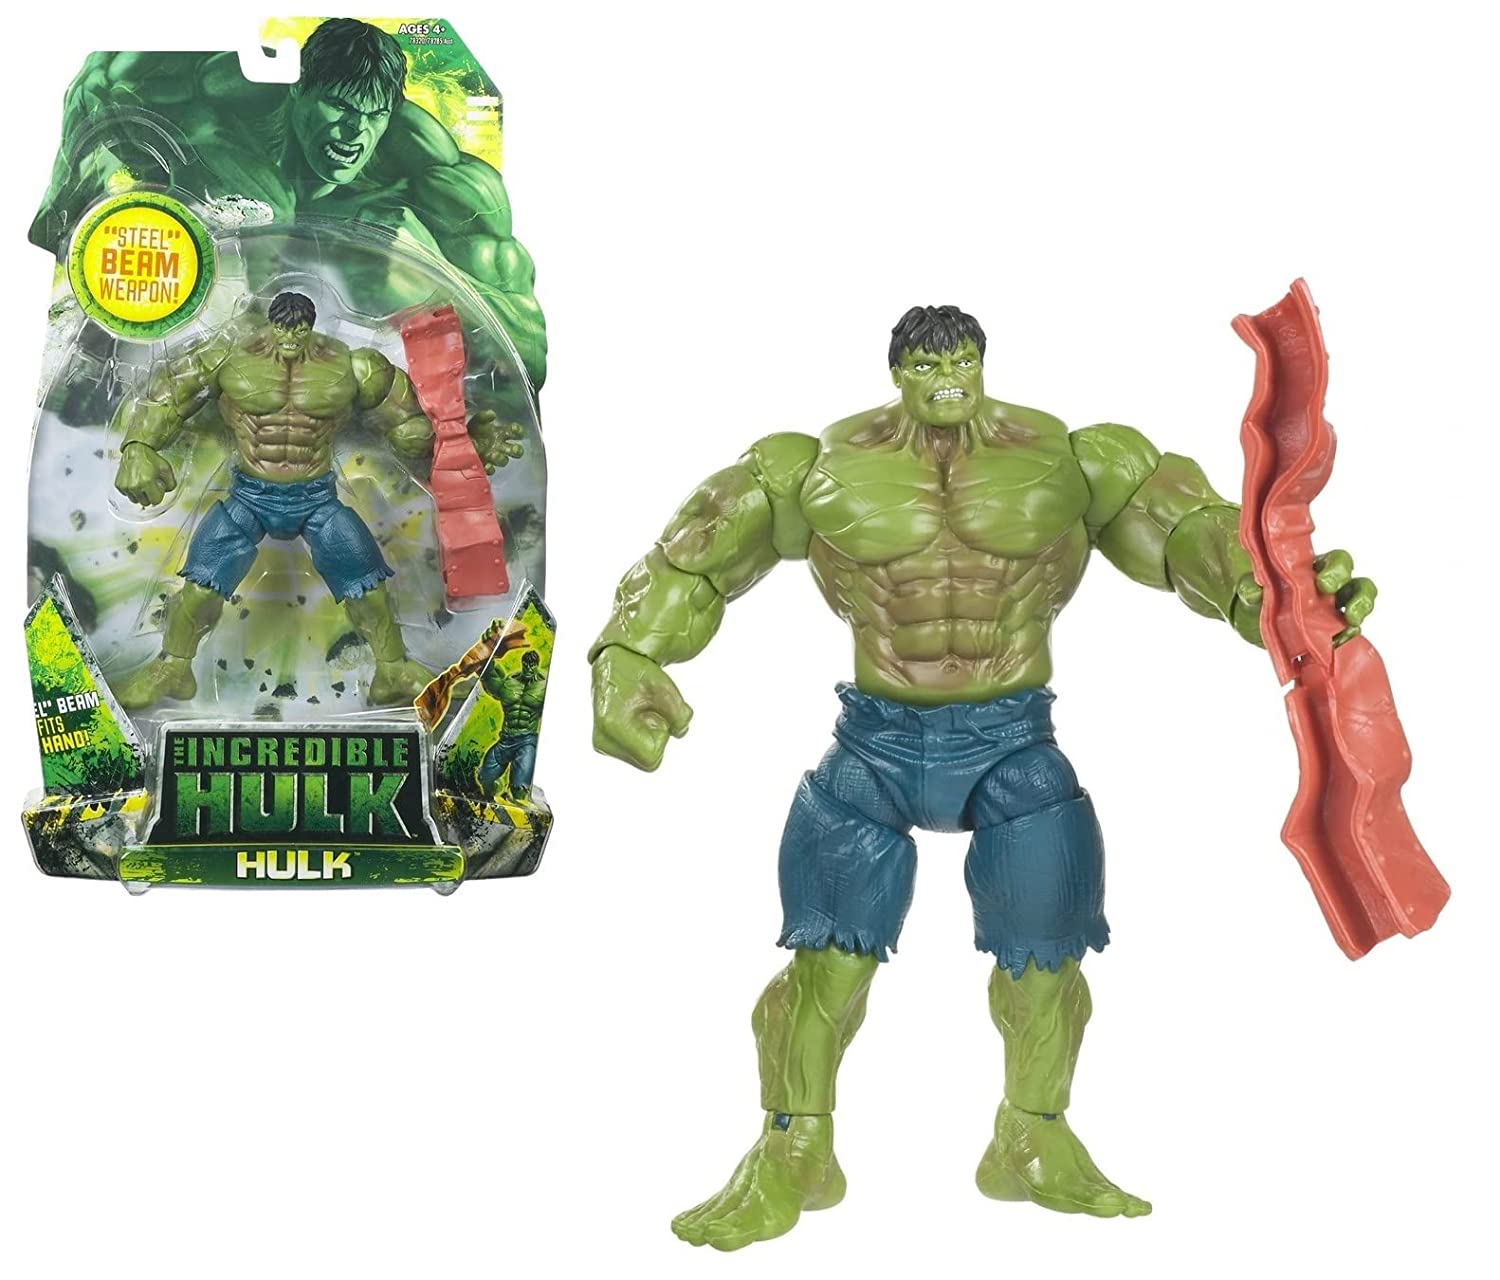 AGES 4+
"STEEL"
BEAM
WEAPON!
EL" BEAM
FITS
HAND!
THE INCREDIBLE
HULK
HULK